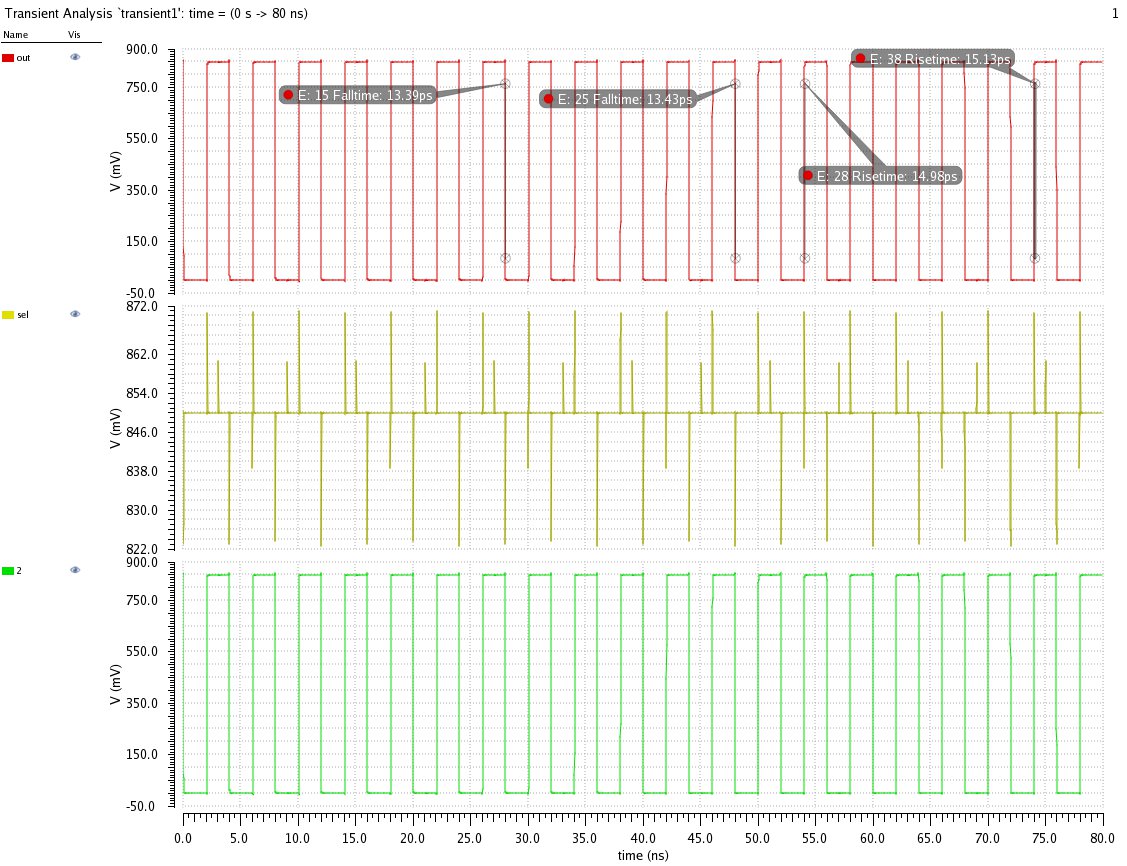 Transient Analysis `transient1': time = (0 s -> 80 ns) 1
Name Vis
out
900.0
750.0
550.0
350.0
150.0
-50.0
V (mV)
E: 15 Falltime: 13.39ps
E: 25 Falltime: 13.43ps
E: 38 Risetime: 15.13ps
E: 28 Risetime: 14.98ps
sel
872.0
862.0
854.0
846.0
838.0
830.0
822.0
V (mV)
2
900.0
750.0
550.0
350.0
150.0
-50.0
V (mV)
0.0 5.0 10.0 15.0 20.0 25.0 30.0 35.0 40.0 45.0 50.0 55.0 60.0 65.0 70.0 75.0 80.0
time (ns)